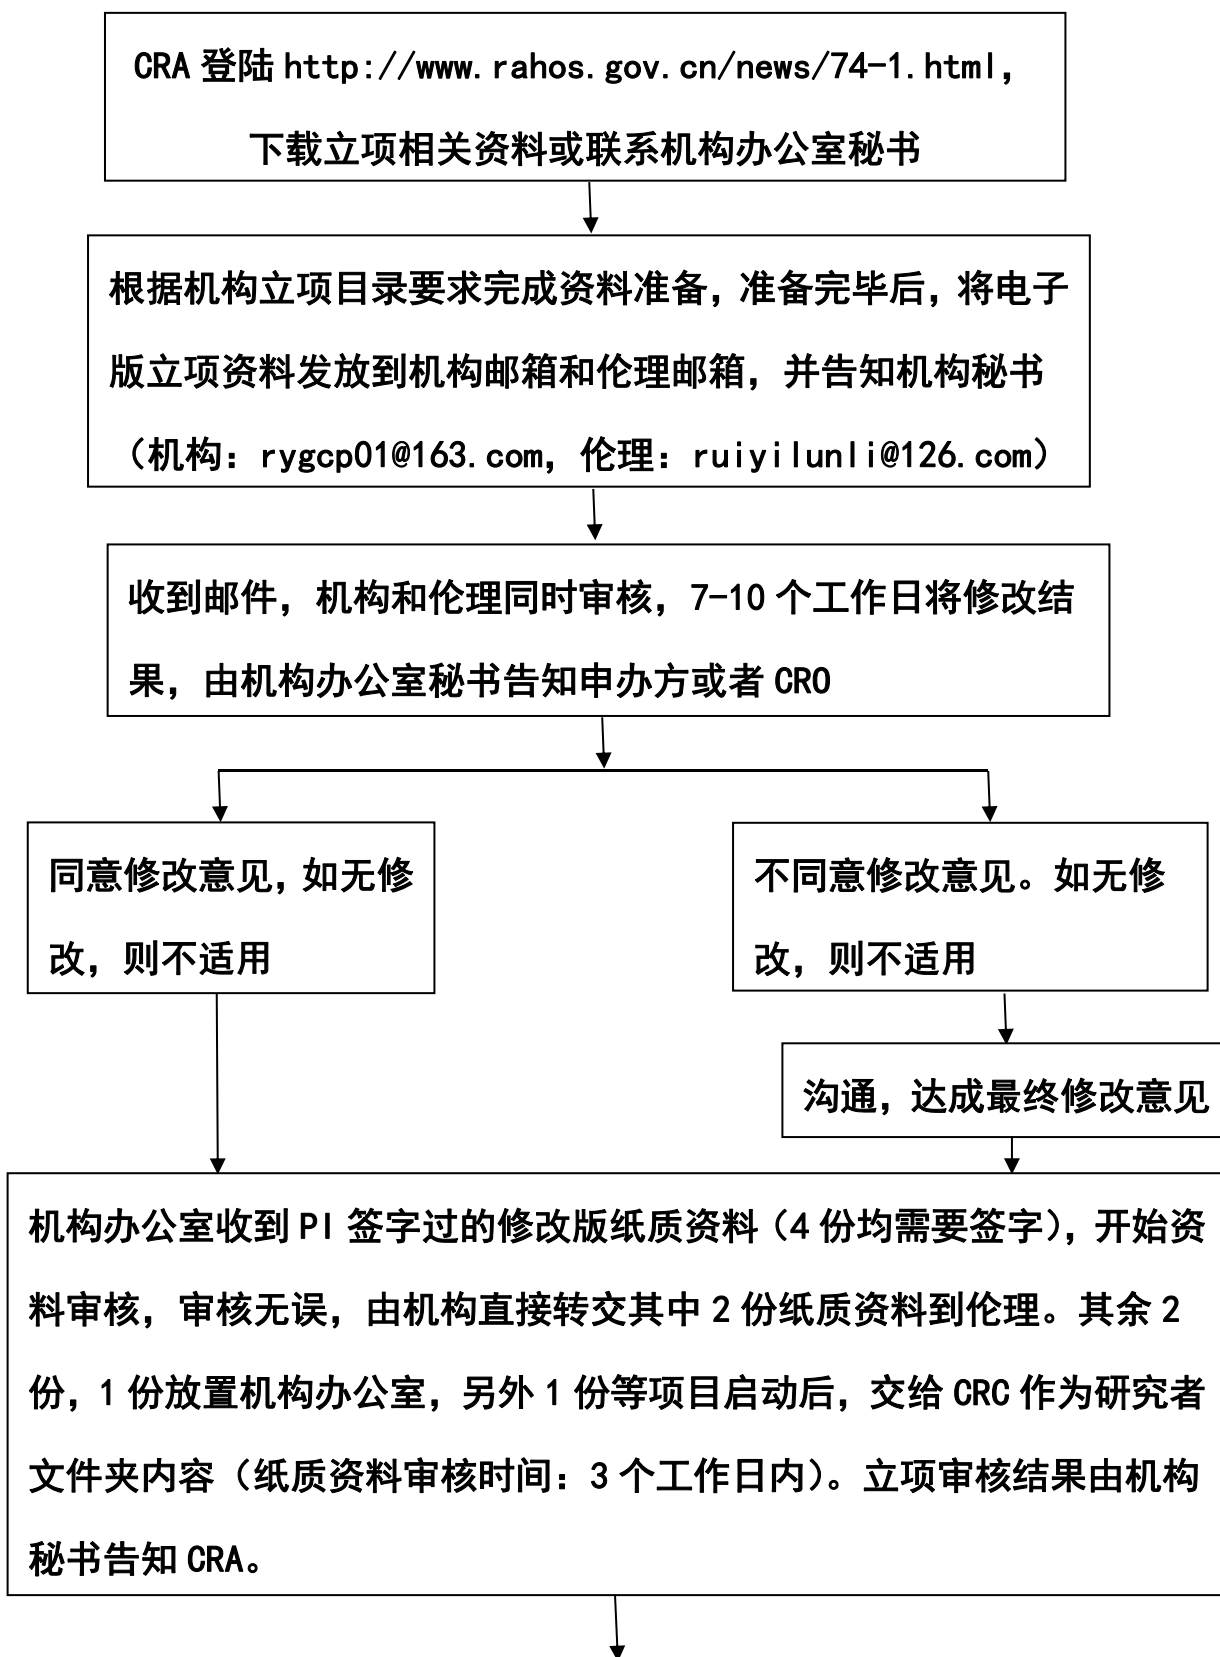 CRA 登陆 http://www.rahos.gov.cn/news/74-1.html，
下载立项相关资料或联系机构办公室秘书
根据机构立项目录要求完成资料准备，准备完毕后，将电子
版立项资料发放到机构邮箱和伦理邮箱，并告知机构秘书
（机构：rygcp01@163.com，伦理：ruiyilunli@126.com）
收到邮件，机构和伦理同时审核，7-10 个工作日将修改结
果，由机构办公室秘书告知申办方或者 CRO
同意修改意见，如无修
改，则不适用
不同意修改意见。如无修
改，则不适用
沟通，达成最终修改意见
机构办公室收到 PI 签字过的修改版纸质资料（4 份均需要签字），开始资
料审核，审核无误，由机构直接转交其中 2 份纸质资料到伦理。其余 2
份，1 份放置机构办公室，另外 1 份等项目启动后，交给 CRC 作为研究者
文件夹内容（纸质资料审核时间：3 个工作日内）。立项审核结果由机构
秘书告知 CRA。